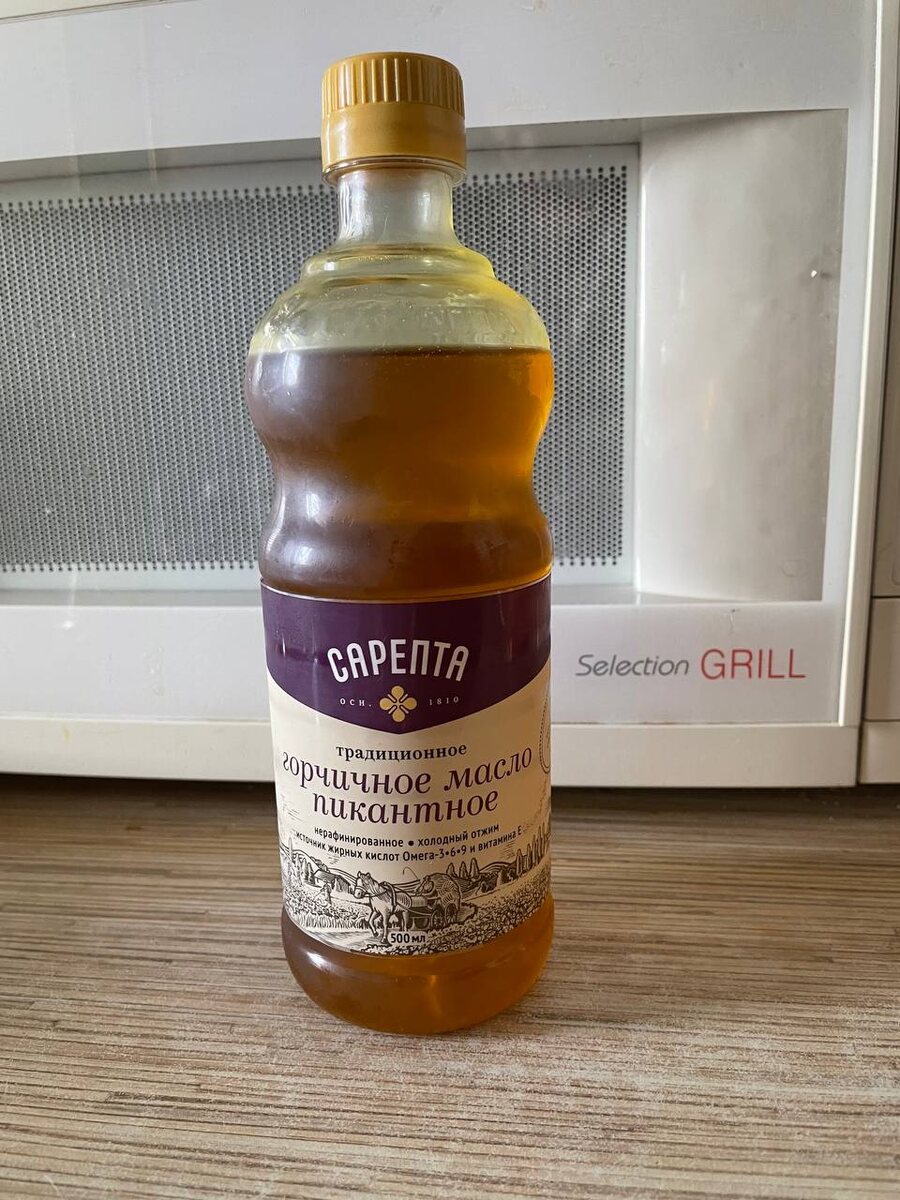 САРЕПТА
осн. 1810
традиционное
горчичное масло
пикантное
нерафинированное • холодный отжим
источник жирных кислот Омега-3•6•9 и витамина Е
500 мл
Selection GRILL